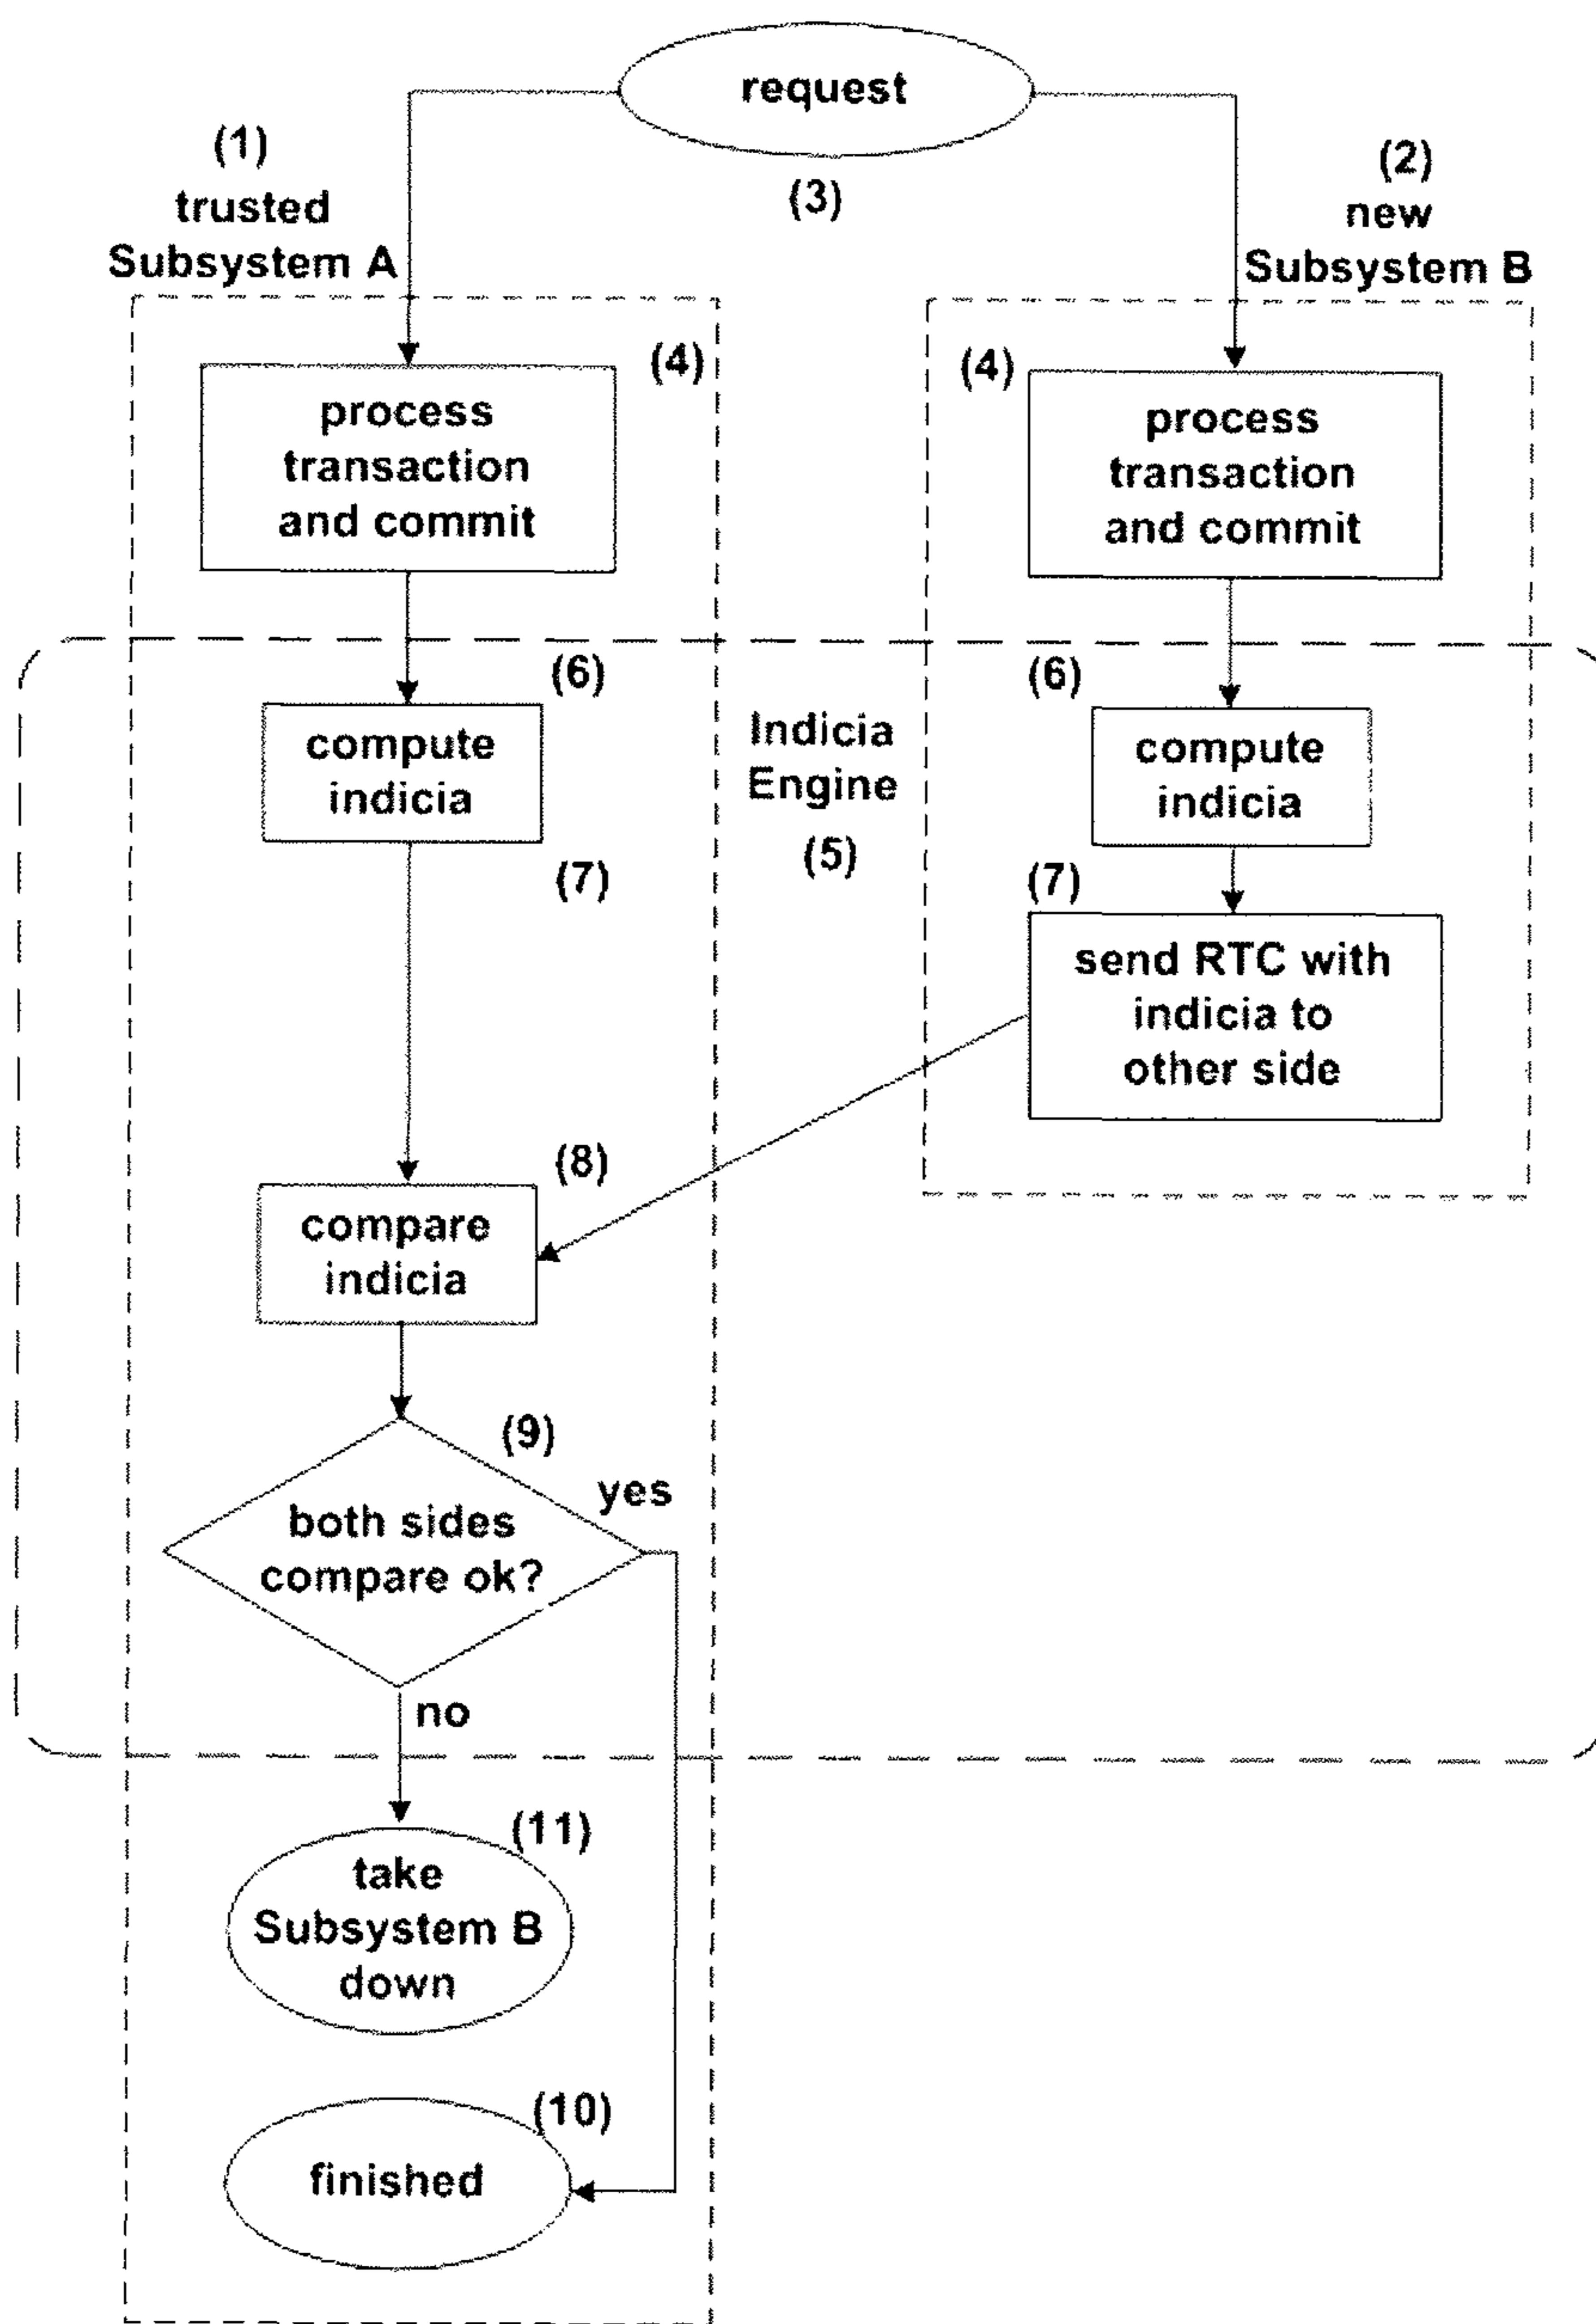 request
(3)
(1)
trusted
Subsystem A
(2)
new
Subsystem B
(4)
process
transaction
and commit
(4)
process
transaction
and commit
(6)
compute
indicia
(7)
Indicia
Engine
(5)
(6)
compute
indicia
(7)
send RTC with
indicia to
other side
(8)
compare
indicia
(9)
yes
both sides
compare ok?
no
(11)
take
Subsystem B
down
(10)
finished